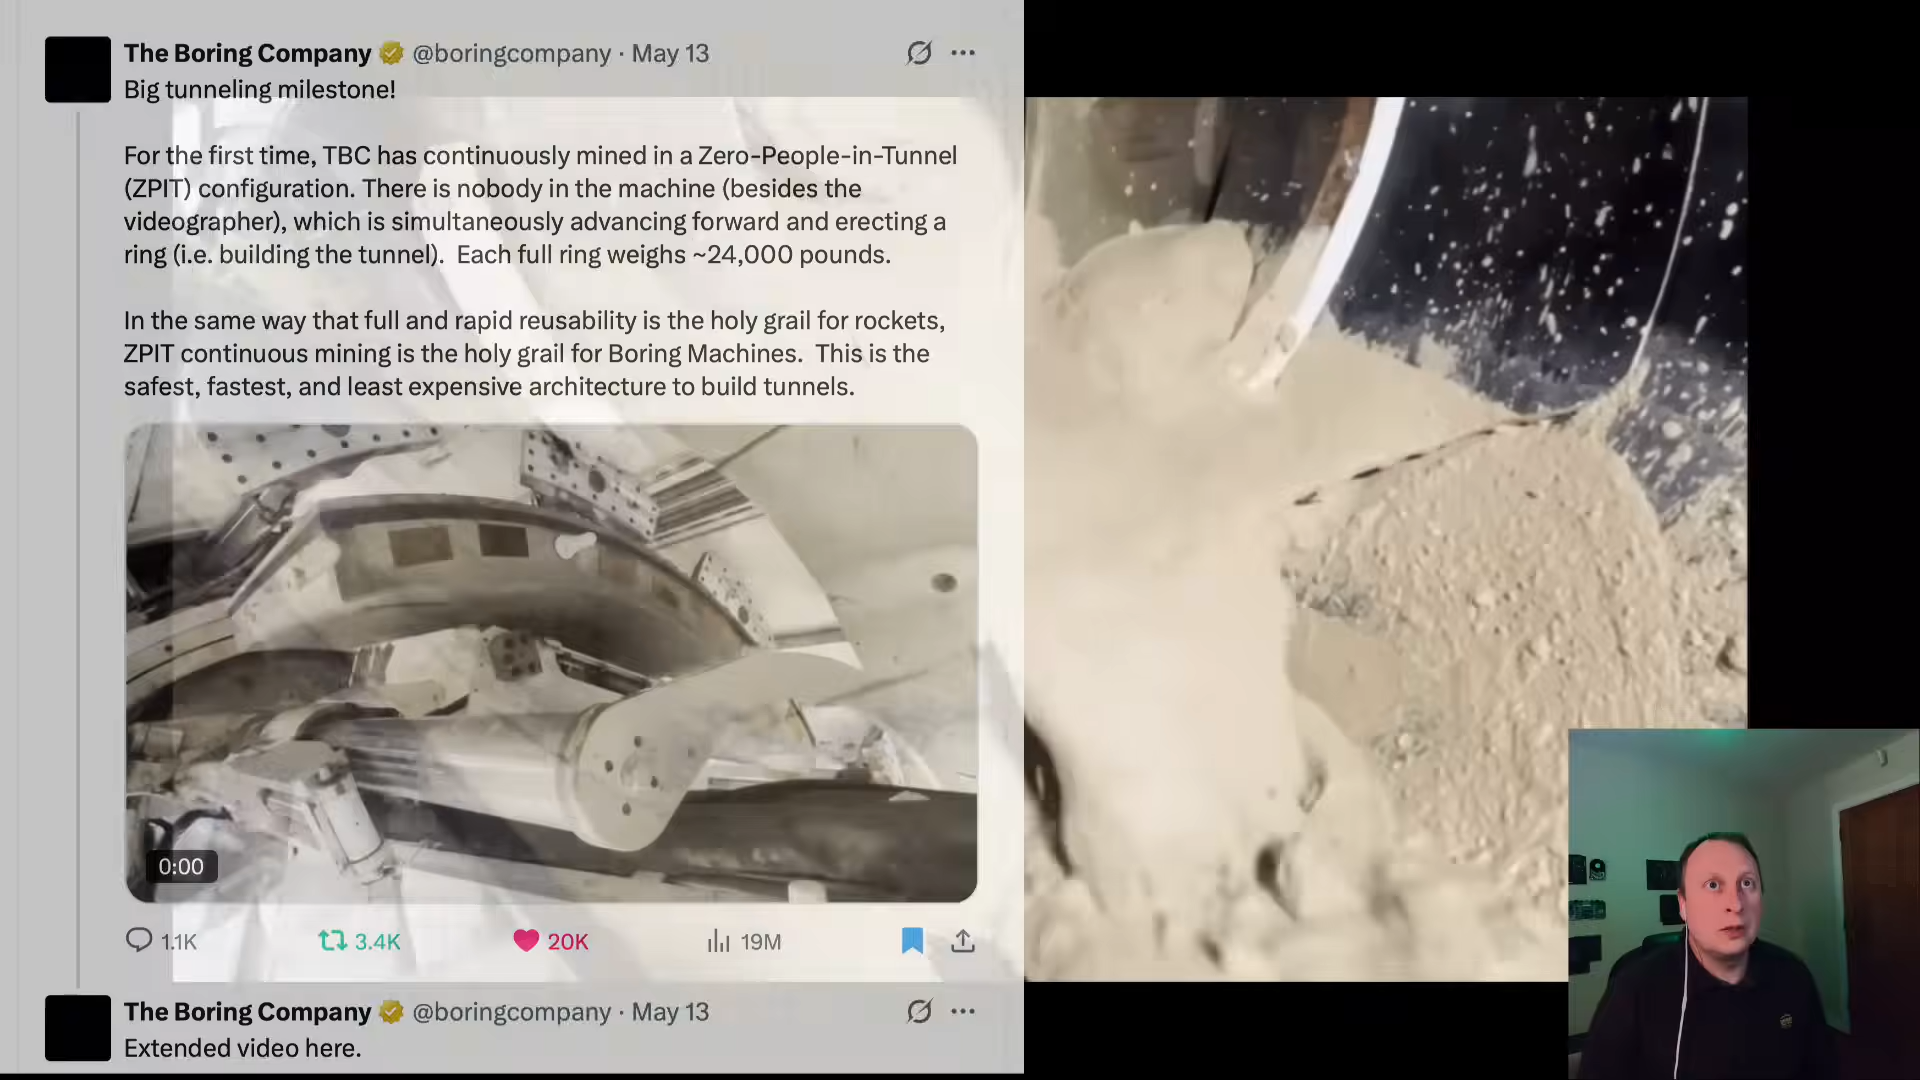 The Boring Company @boringcompany · May 13
Big tunneling milestone!
For the first time, TBC has continuously mined in a Zero-People-in-Tunnel
(ZPIT) configuration. There is nobody in the machine (besides the
videographer), which is simultaneously advancing forward and erecting a
ring (i.e. building the tunnel).  Each full ring weighs ~24,000 pounds.
In the same way that full and rapid reusability is the holy grail for rockets,
ZPIT continuous mining is the holy grail for Boring Machines.  This is the
safest, fastest, and least expensive architecture to build tunnels.
0:00
1.1K 3.4K 20K 19M
The Boring Company @boringcompany · May 13
Extended video here.